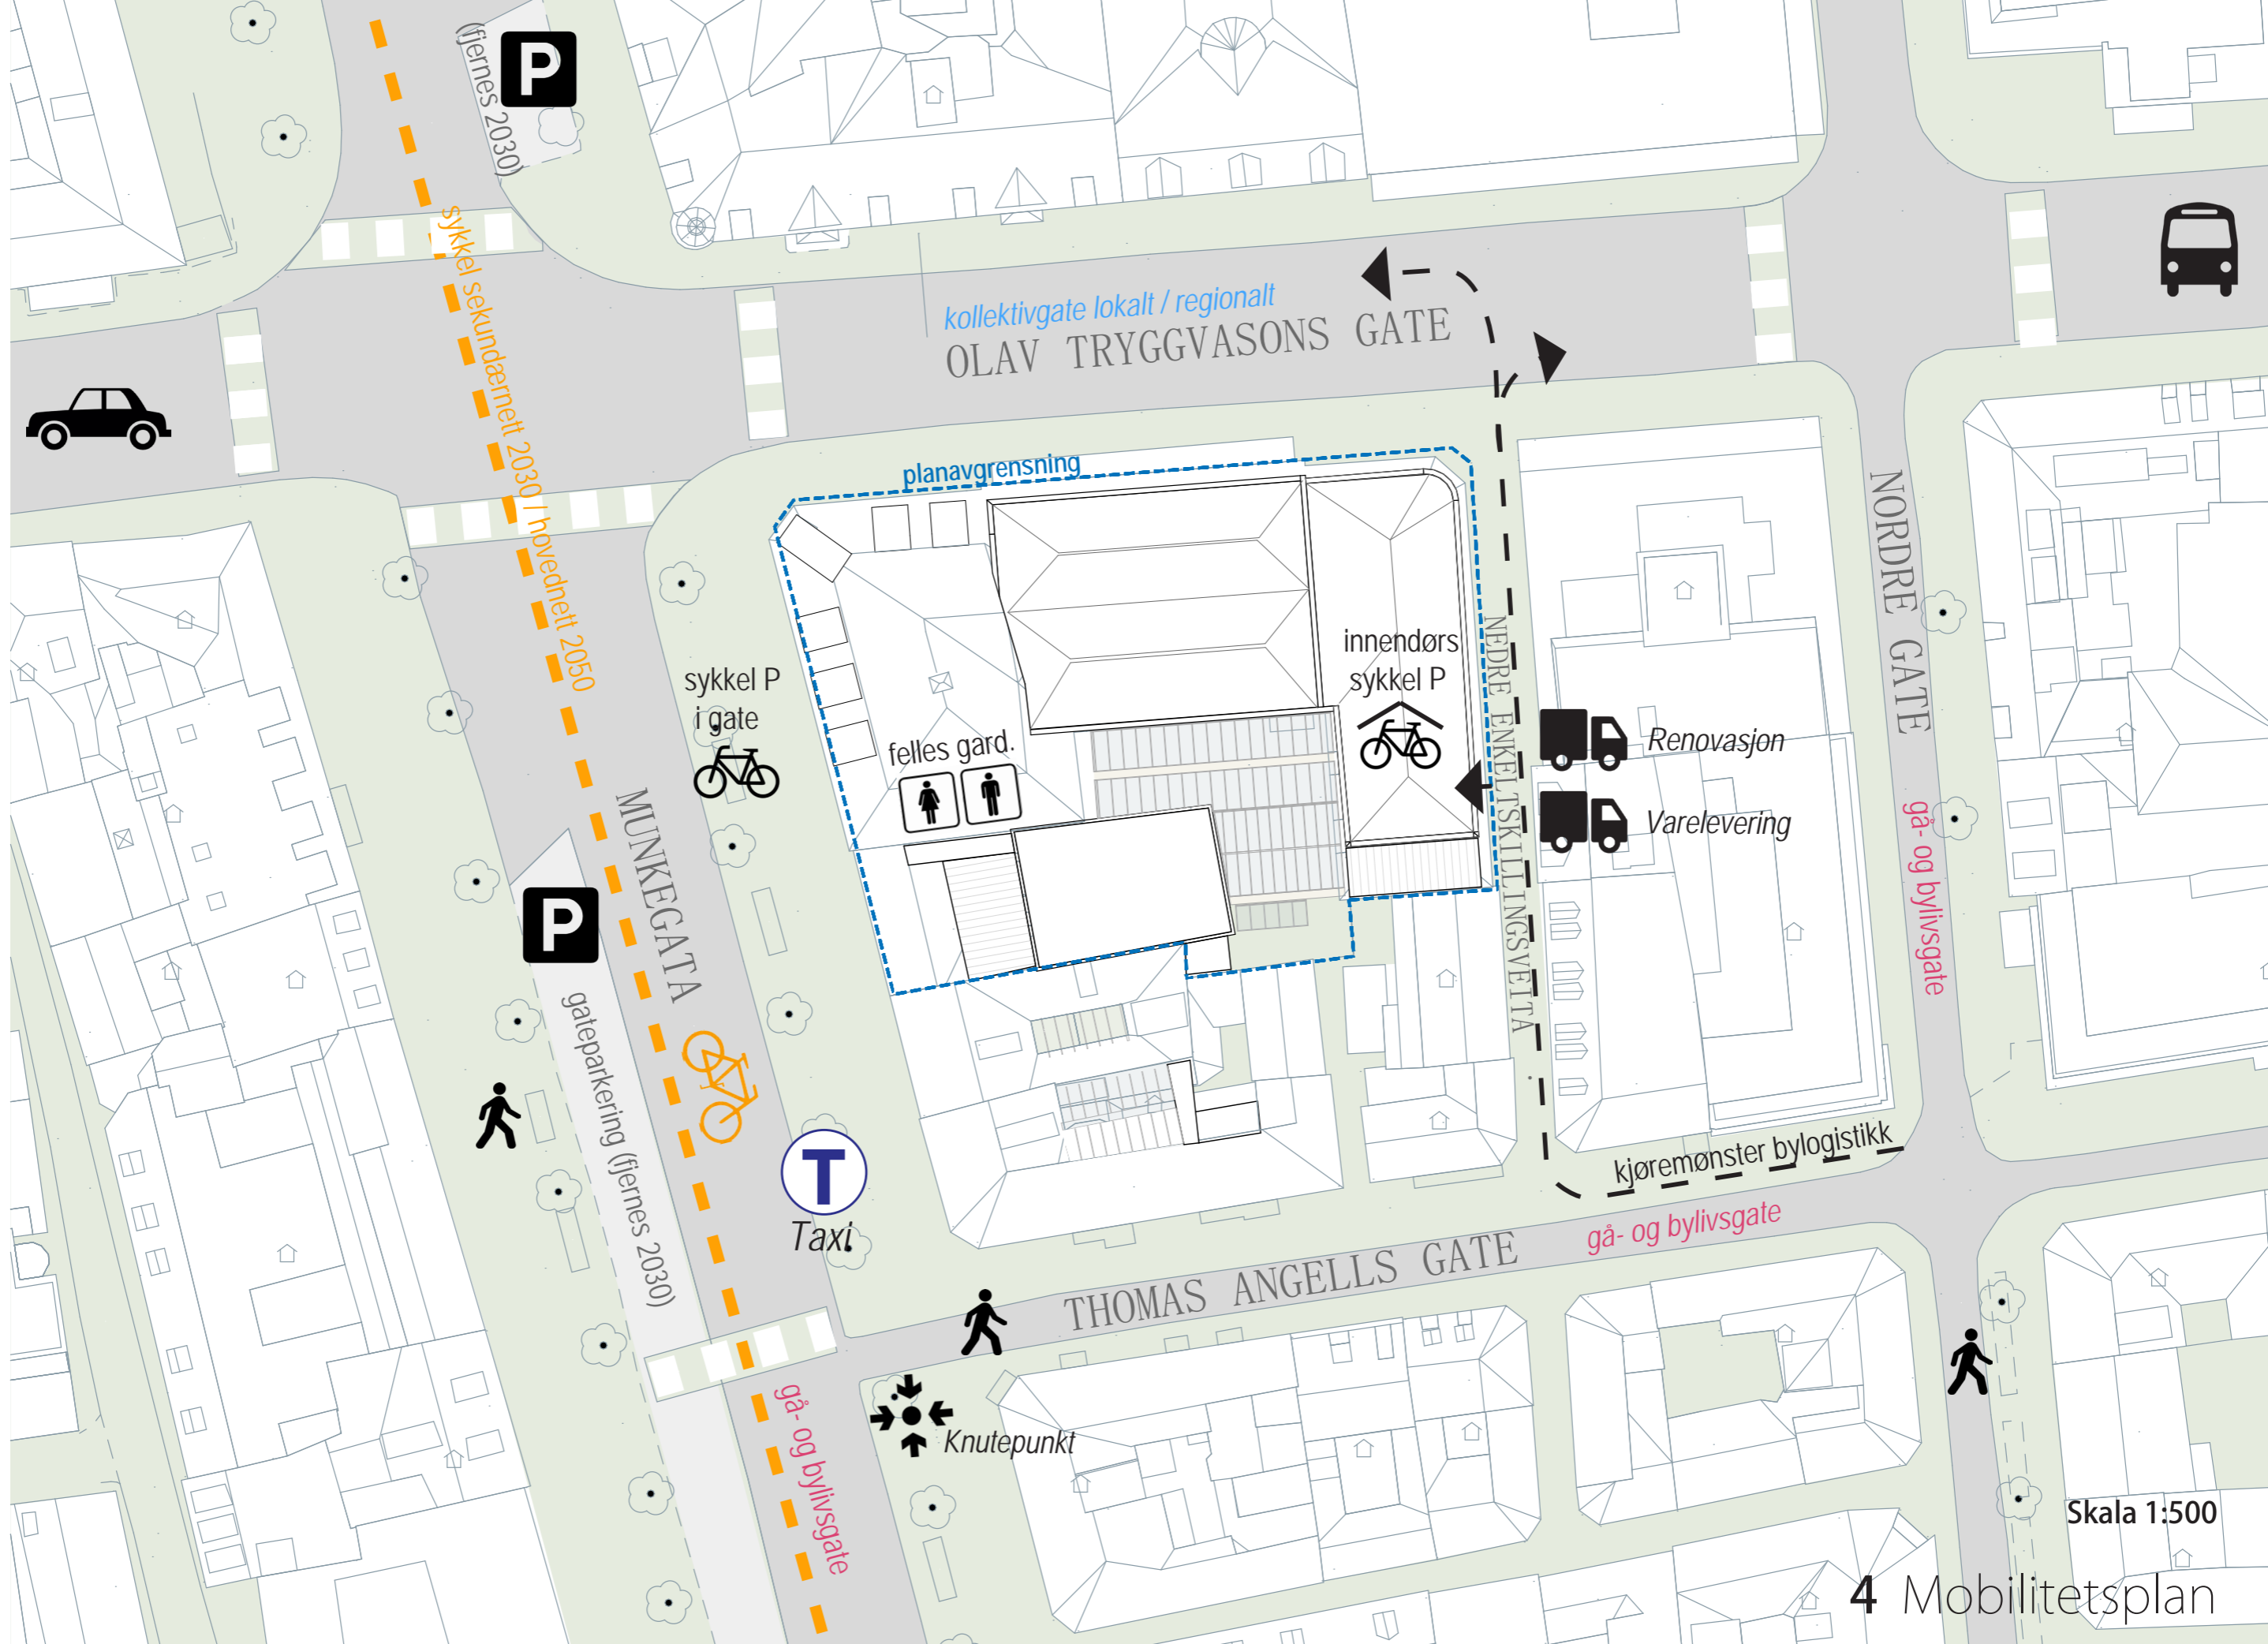 (fjernes 2030)
P
sykkel sekundærnett 2030 / hovednett 2050
kollektivgate lokalt / regionalt
OLAV TRYGGVASONS GATE
planavgrensning
NORDRE GATE
gå- og bylivsgate
NEDRE ENKELTSKILLINGSVEITA
innendørs
sykkel P
sykkel P
i gate
felles gard.
Renovasjon
Varelevering
MUNKEGATA
P
gateparkering (fjernes 2030)
T
Taxi
kjøremønster bylogistikk
gå- og bylivsgate
THOMAS ANGELLS GATE
gå- og bylivsgate
Knutepunkt
Skala 1:500
4 Mobilitetsplan